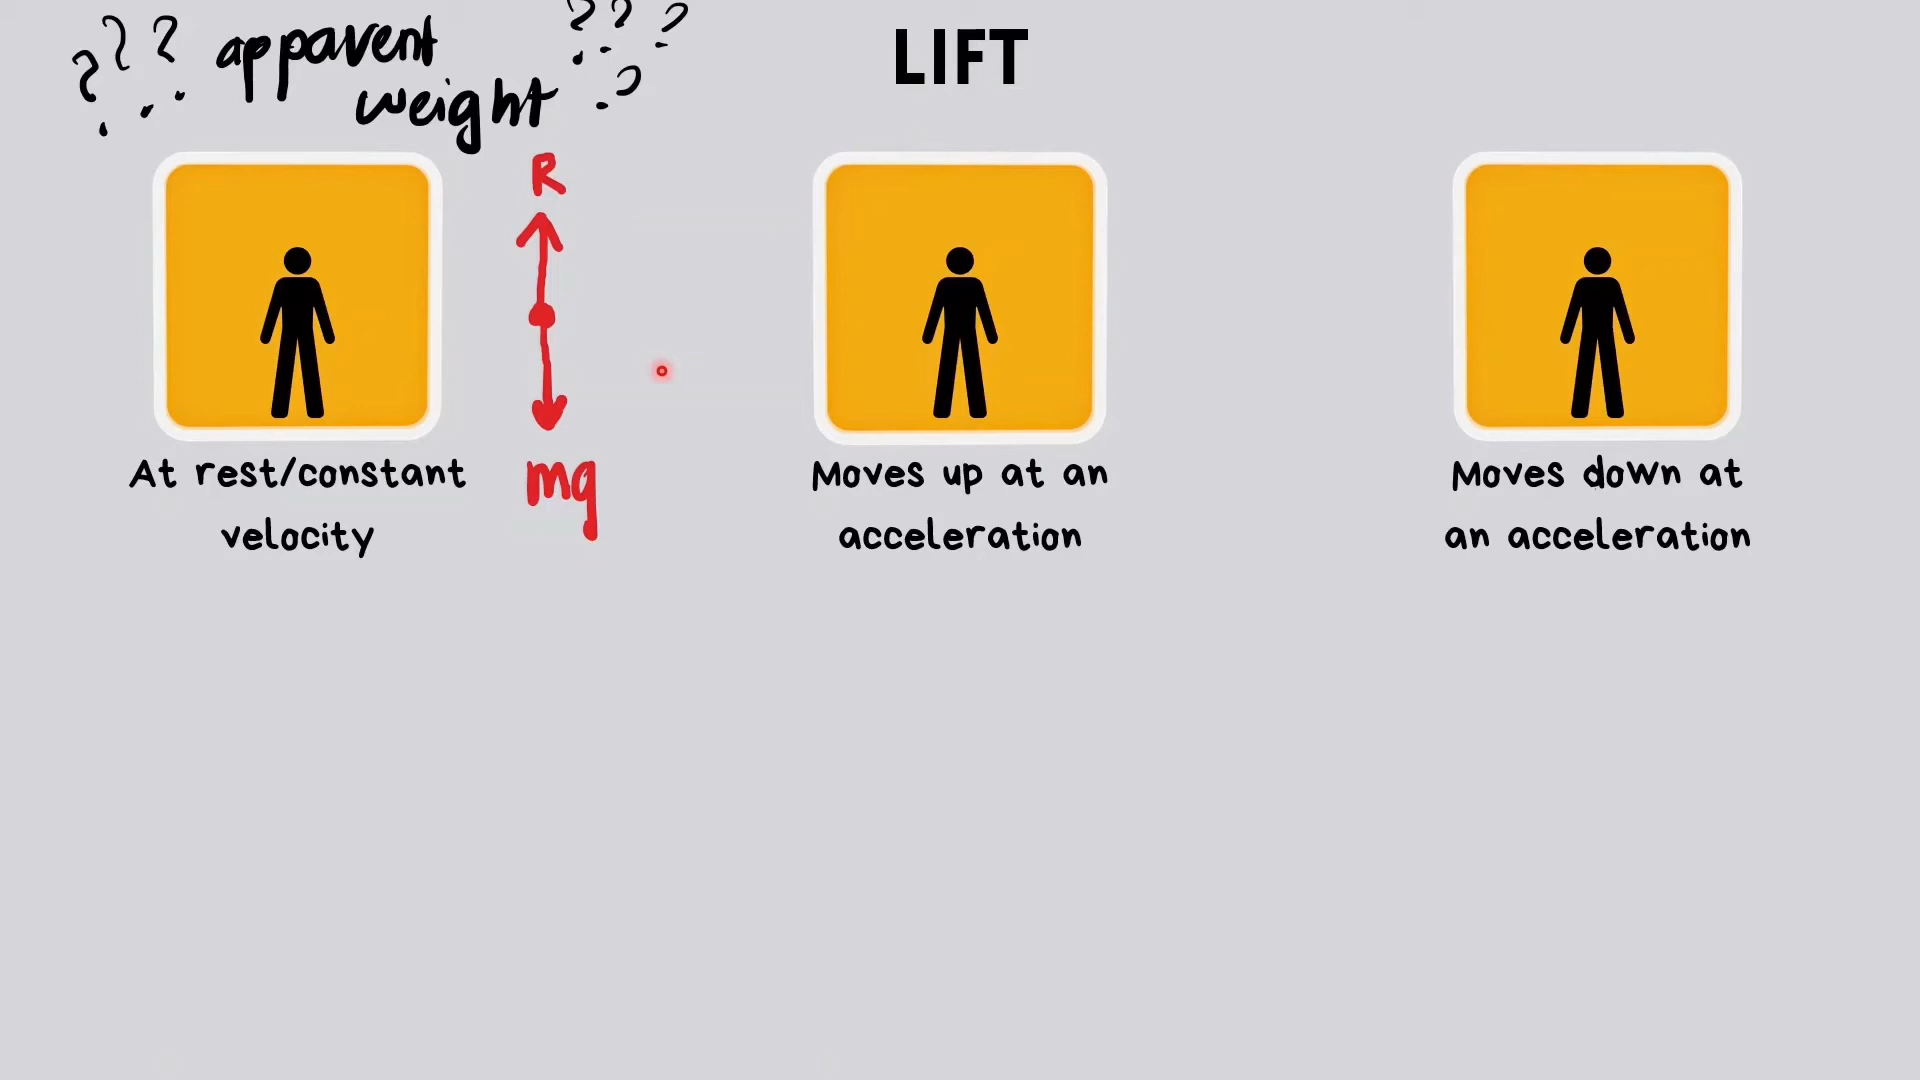 ??? apparent ???
weight ?
LIFT
R
mg
At rest/constant
velocity
Moves up at an
acceleration
Moves down at
an acceleration